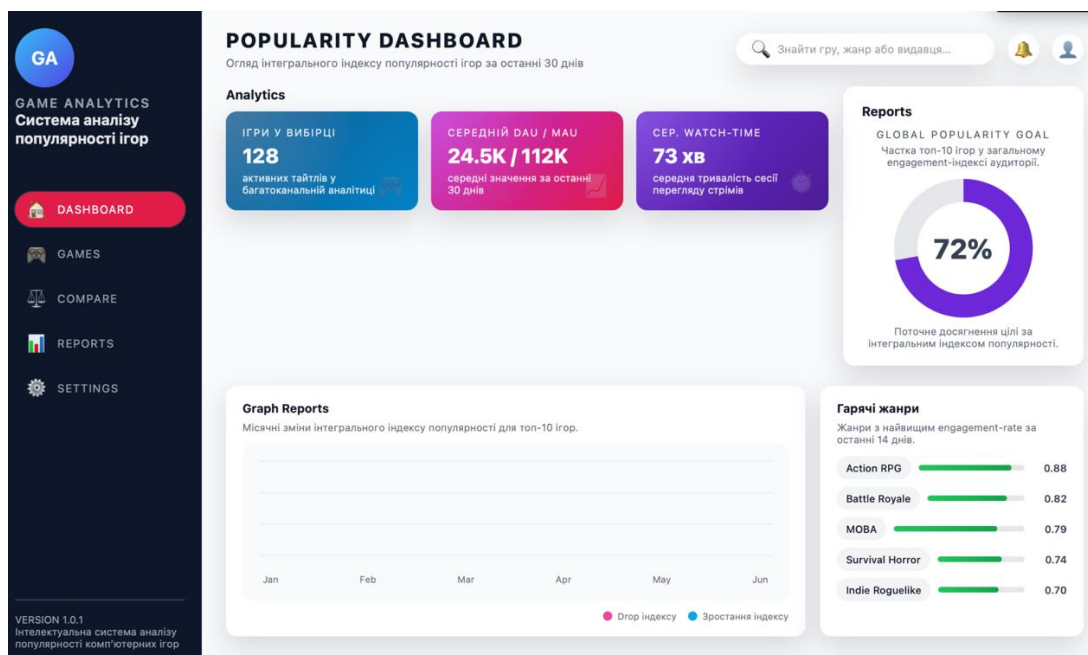 GA
GAME ANALYTICS
Система аналізу
популярності ігор
DASHBOARD
GAMES
COMPARE
REPORTS
SETTINGS
VERSION 1.0.1
Інтелектуальна система аналізу
популярності комп'ютерних ігор
POPULARITY DASHBOARD
Огляд інтегрального індексу популярності ігор за останні 30 днів
Знайти гру, жанр або видавця...
Analytics
ІГРИ У ВИБІРЦІ
128
активних тайтлів у
багатоканальній аналітиці
СЕРЕДНІЙ DAU / MAU
24.5K / 112K
середні значення за останні
30 днів
СЕР. WATCH-TIME
73 хв
середня тривалість сесії
перегляду стрімів
Reports
GLOBAL POPULARITY GOAL
Частка топ-10 ігор у загальному
engagement-індексі аудиторії.
72%
Поточне досягнення цілі за
інтегральним індексом популярності.
Graph Reports
Місячні зміни інтегрального індексу популярності для топ-10 ігор.
Jan Feb Mar Apr May Jun
Drop індексу Зростання індексу
Гарячі жанри
Жанри з найвищим engagement-rate за
останні 14 днів.
Action RPG 0.88
Battle Royale 0.82
MOBA 0.79
Survival Horror 0.74
Indie Roguelike 0.70